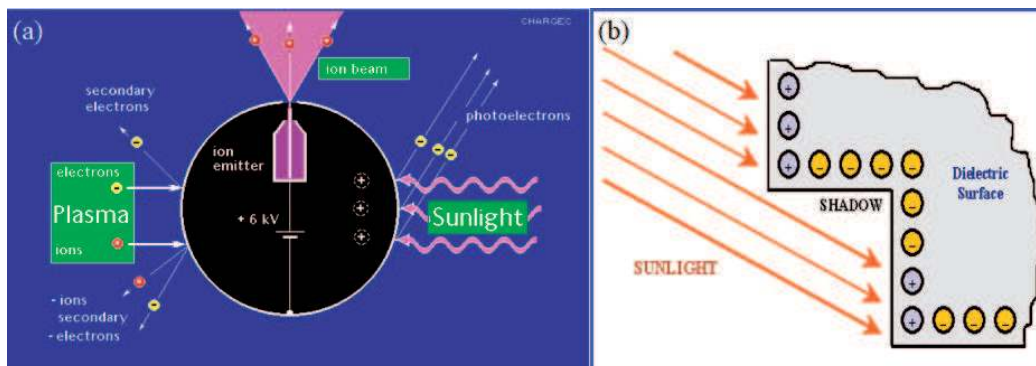 (a)
CHARGEC
ion beam
secondary
electrons
photoelectrons
ion
emitter
electrons
Plasma
ions
+ 6 kV
Sunlight
- ions
secondary
- electrons
(b)
Dielectric
Surface
SHADOW
SUNLIGHT